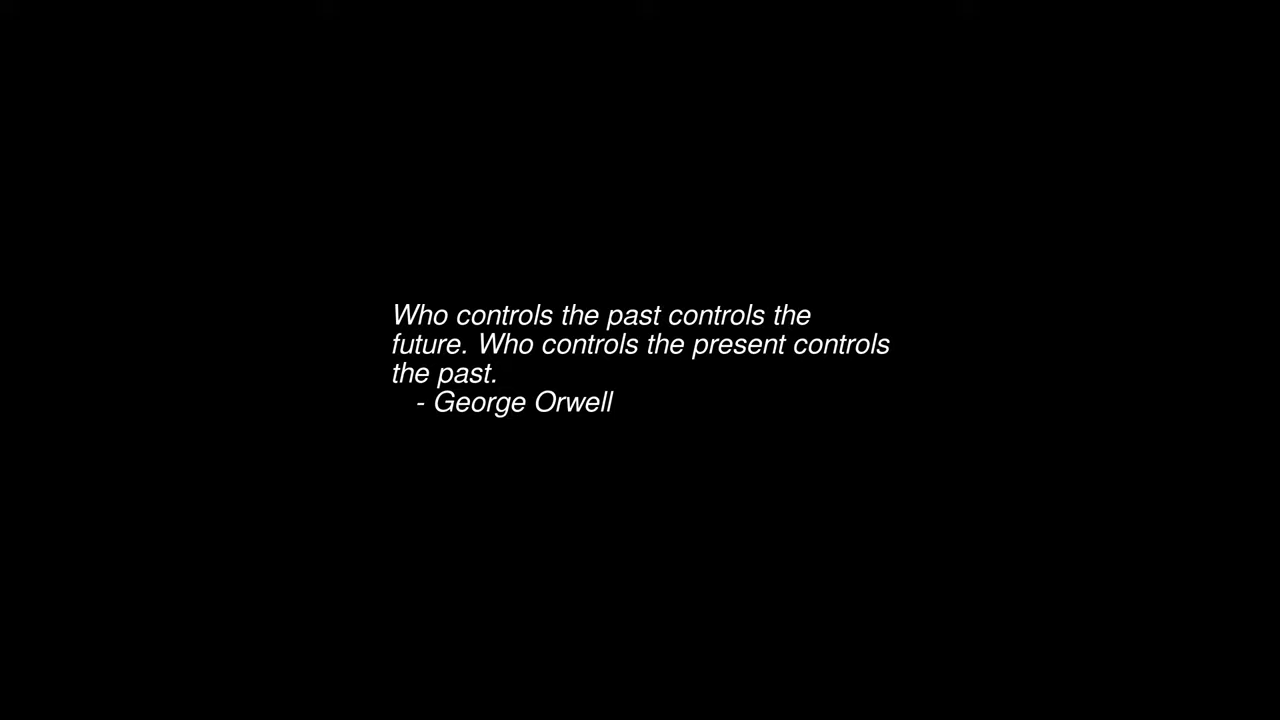 Who controls the past controls the
future. Who controls the present controls
the past.
- George Orwell